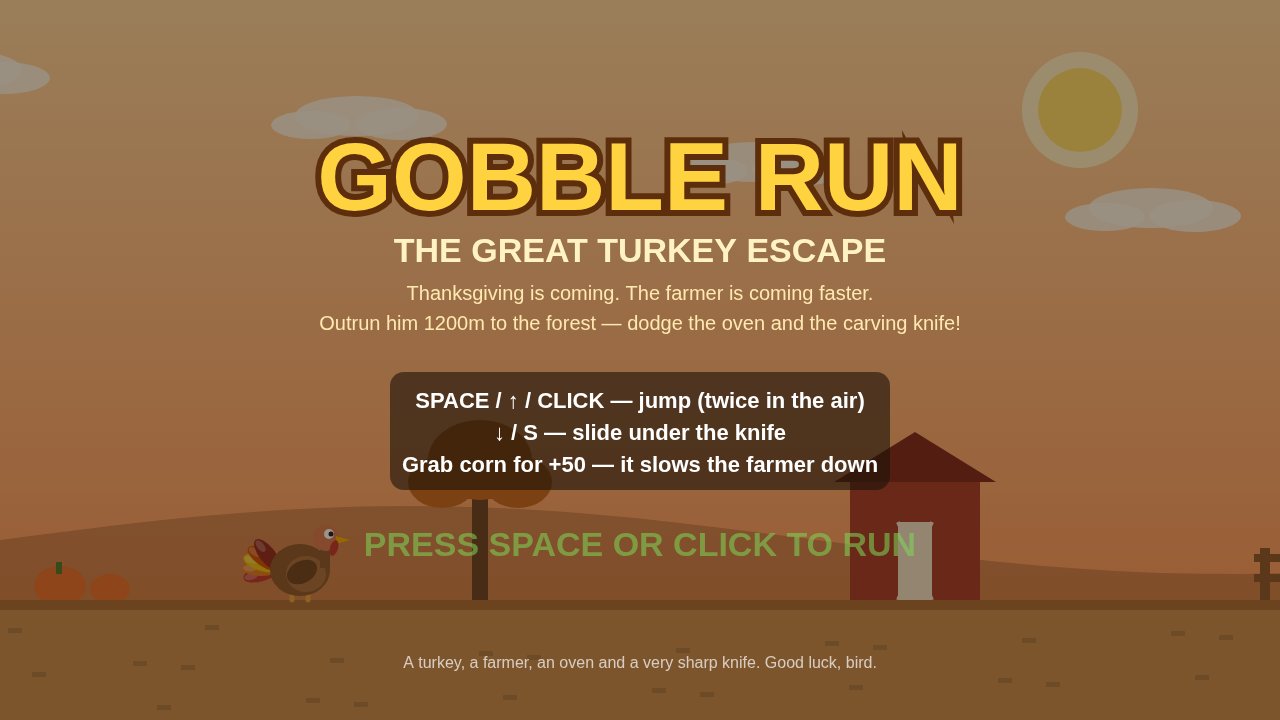 GOBBLE RUN
THE GREAT TURKEY ESCAPE
Thanksgiving is coming. The farmer is coming faster.
Outrun him 1200m to the forest — dodge the oven and the carving knife!
SPACE / ↑ / CLICK — jump (twice in the air)
↓ / S — slide under the knife
Grab corn for +50 — it slows the farmer down
PRESS SPACE OR CLICK TO RUN
A turkey, a farmer, an oven and a very sharp knife. Good luck, bird.